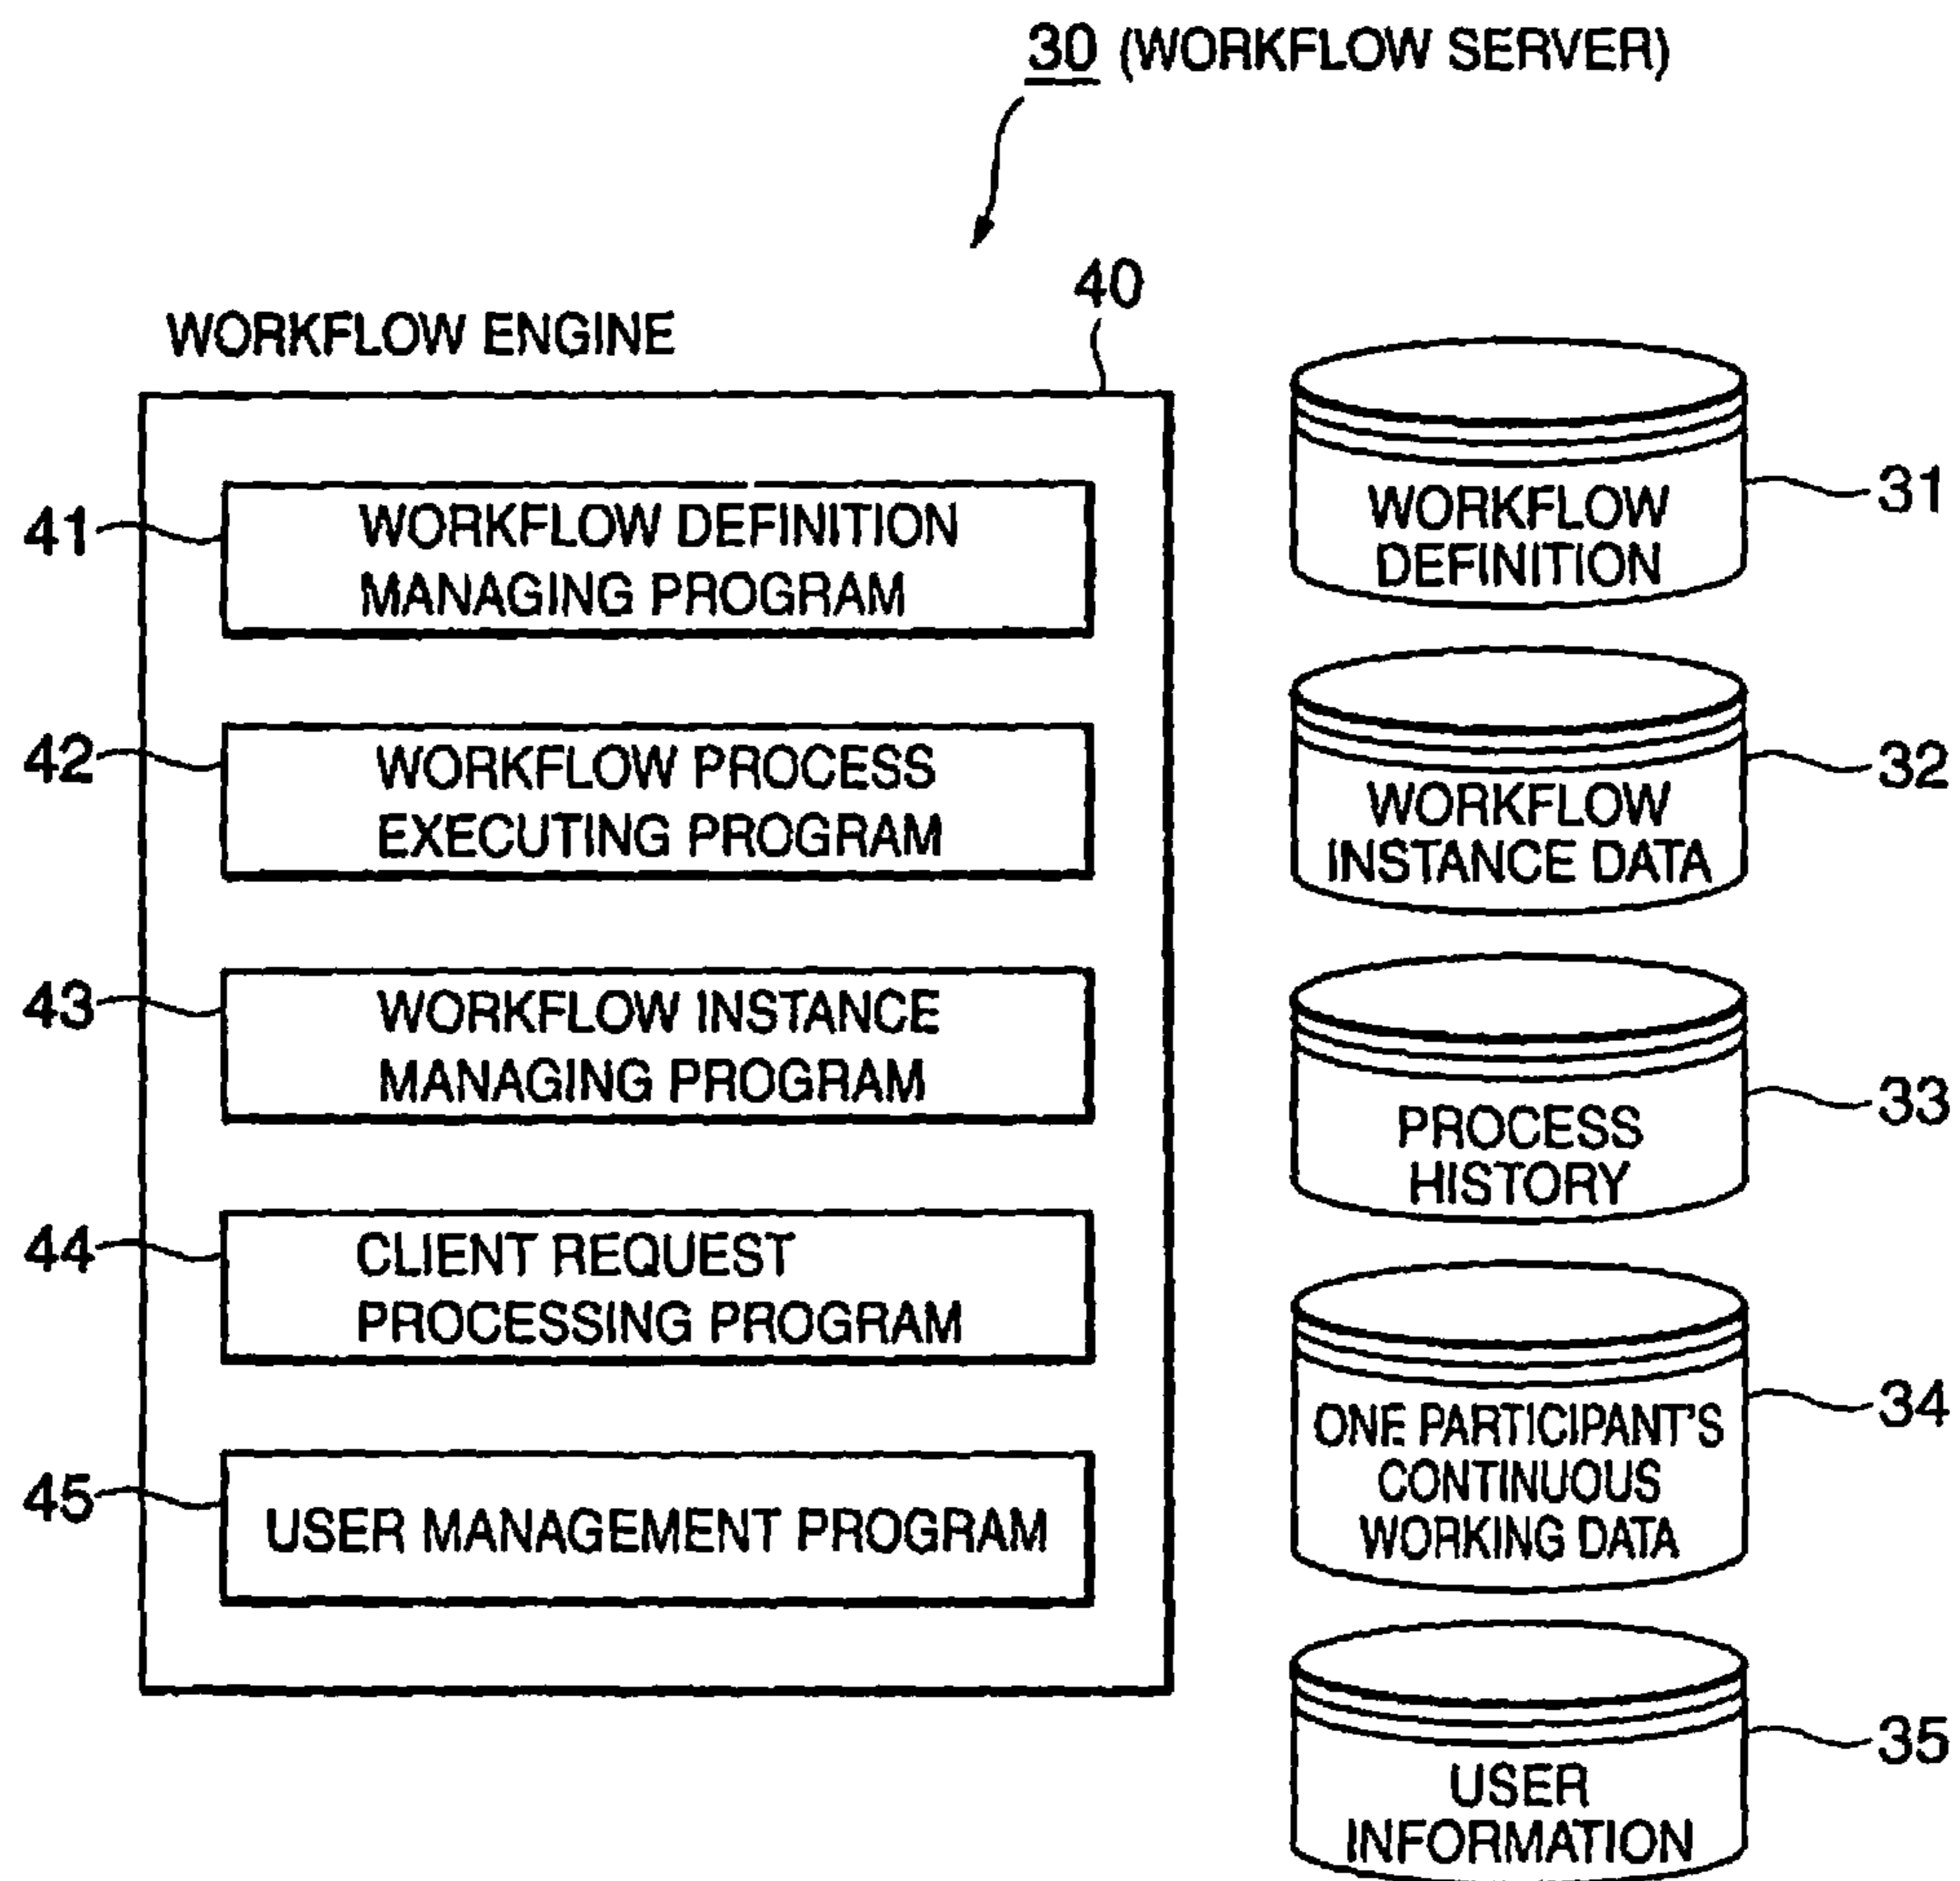 30 (WORKFLOW SERVER)
40
WORKFLOW ENGINE
41
WORKFLOW DEFINITION
MANAGING PROGRAM
42
WORKFLOW PROCESS
EXECUTING PROGRAM
43
WORKFLOW INSTANCE
MANAGING PROGRAM
44
CLIENT REQUEST
PROCESSING PROGRAM
45
USER MANAGEMENT PROGRAM
WORKFLOW
DEFINITION
31
WORKFLOW
INSTANCE DATA
32
PROCESS
HISTORY
33
ONE PARTICIPANT'S
CONTINUOUS
WORKING DATA
34
USER
INFORMATION
35